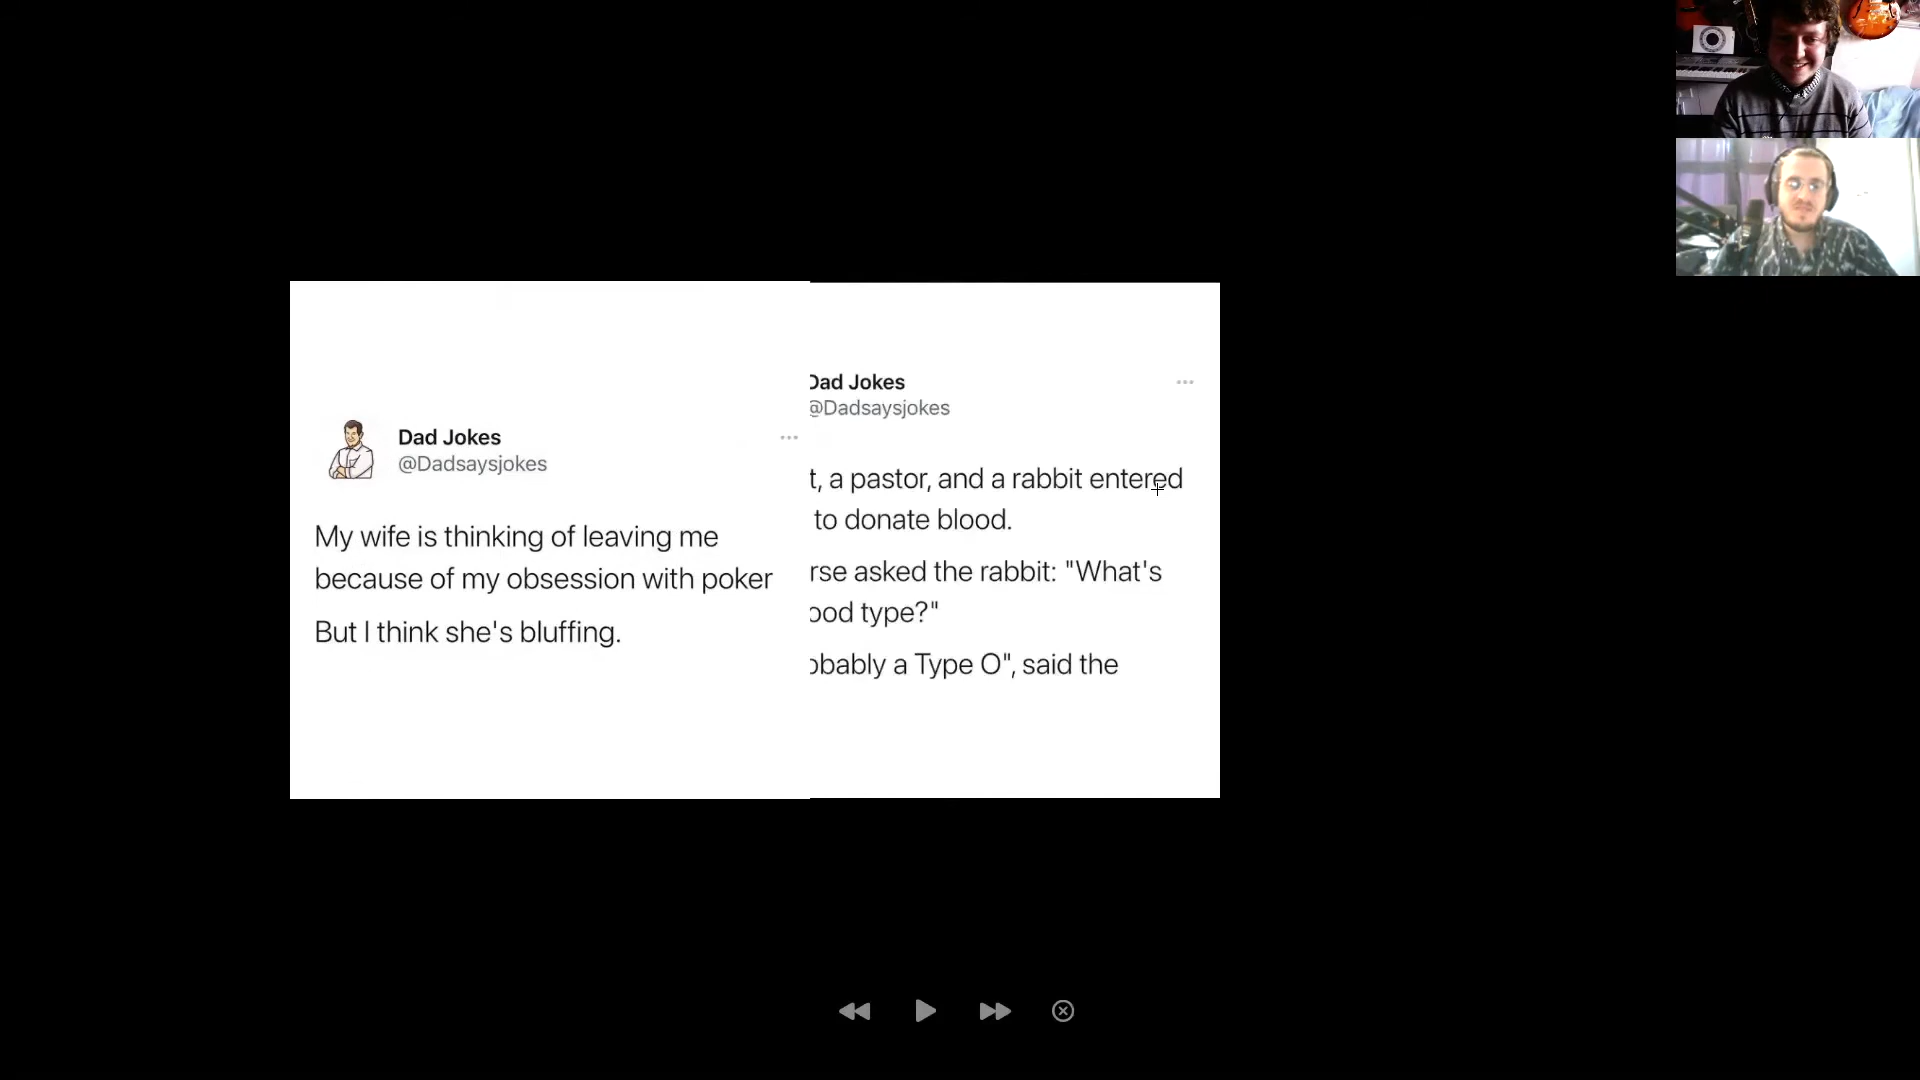 Dad Jokes
@Dadsaysjokes
My wife is thinking of leaving me
because of my obsession with poker
But I think she's bluffing.
Dad Jokes
@Dadsaysjokes
t, a pastor, and a rabbit entered
to donate blood.
rse asked the rabbit: "What's
ood type?"
obably a Type O", said the